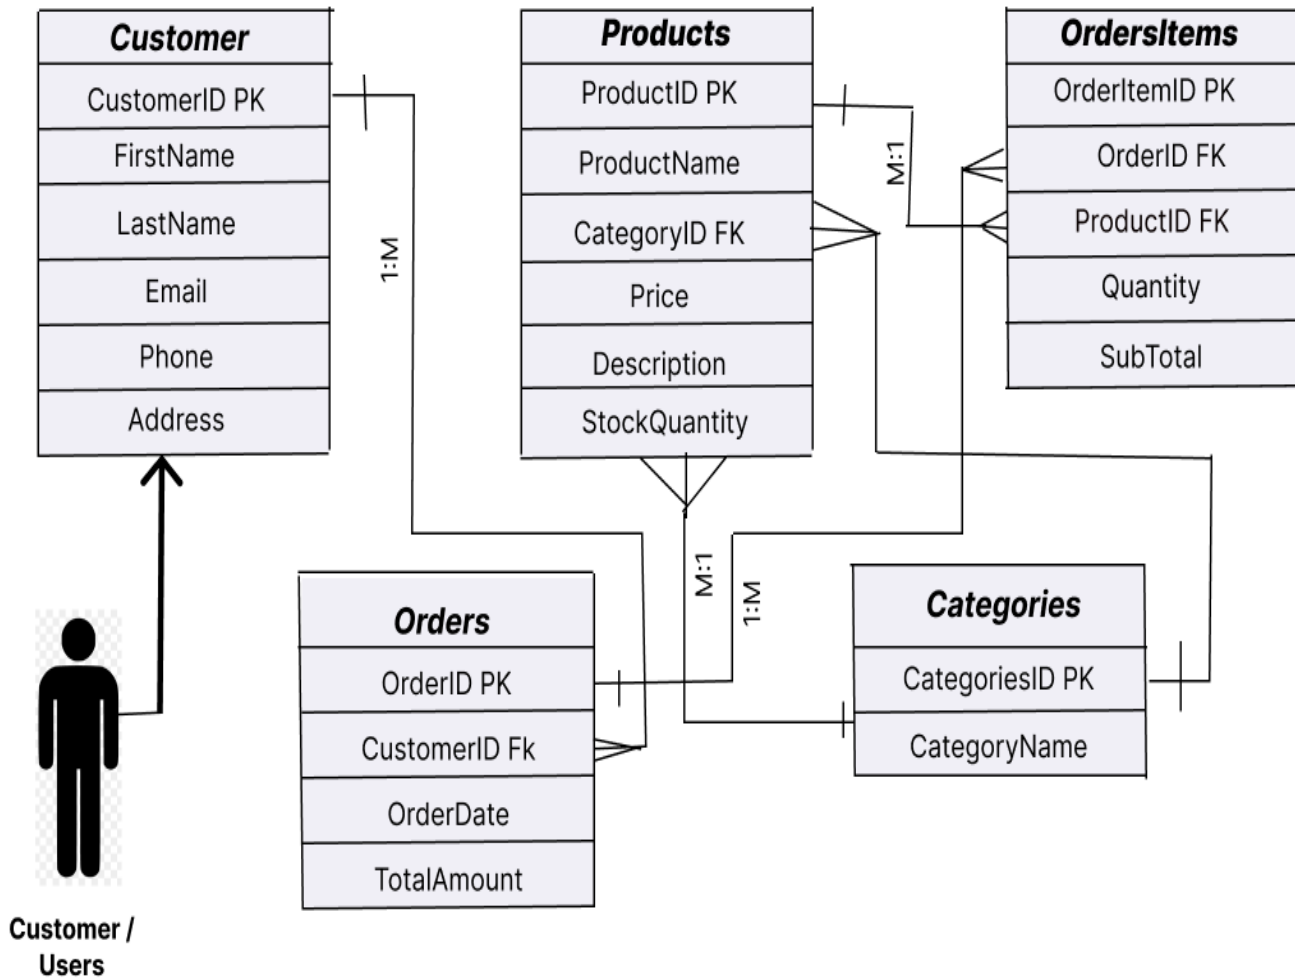 Customer
CustomerID PK
FirstName
LastName
Email
Phone
Address
1:M
Products
ProductID PK
ProductName
CategoryID FK
Price
Description
StockQuantity
M:1
OrdersItems
OrderItemID PK
OrderID FK
ProductID FK
Quantity
SubTotal
Orders
OrderID PK
CustomerID Fk
OrderDate
TotalAmount
M:1
1:M
Categories
CategoriesID PK
CategoryName
Customer /
Users